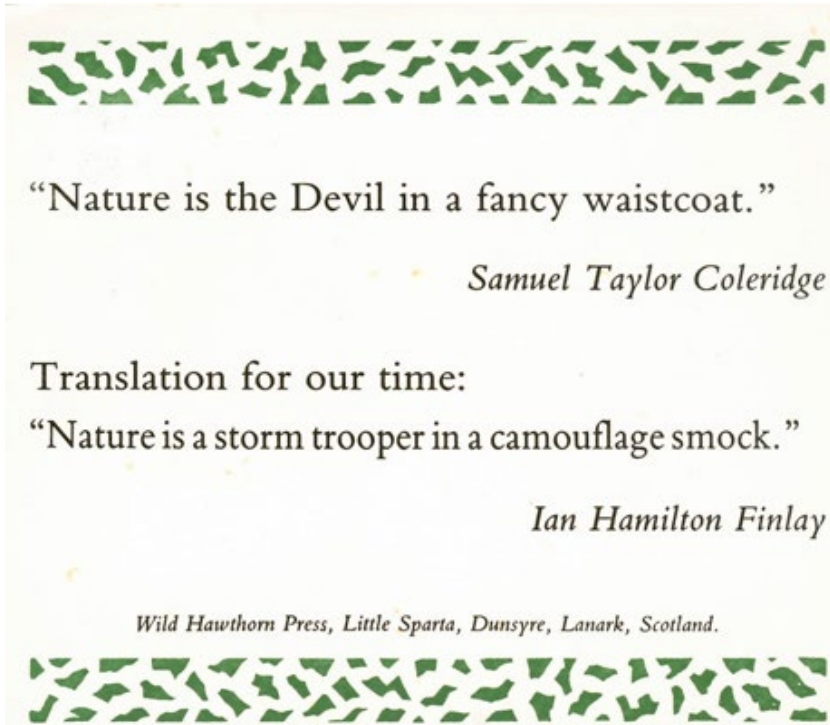 “Nature is the Devil in a fancy waistcoat.”
Samuel Taylor Coleridge
Translation for our time:
“Nature is a storm trooper in a camouflage smock.”
Ian Hamilton Finlay
Wild Hawthorn Press, Little Sparta, Dunsyre, Lanark, Scotland.